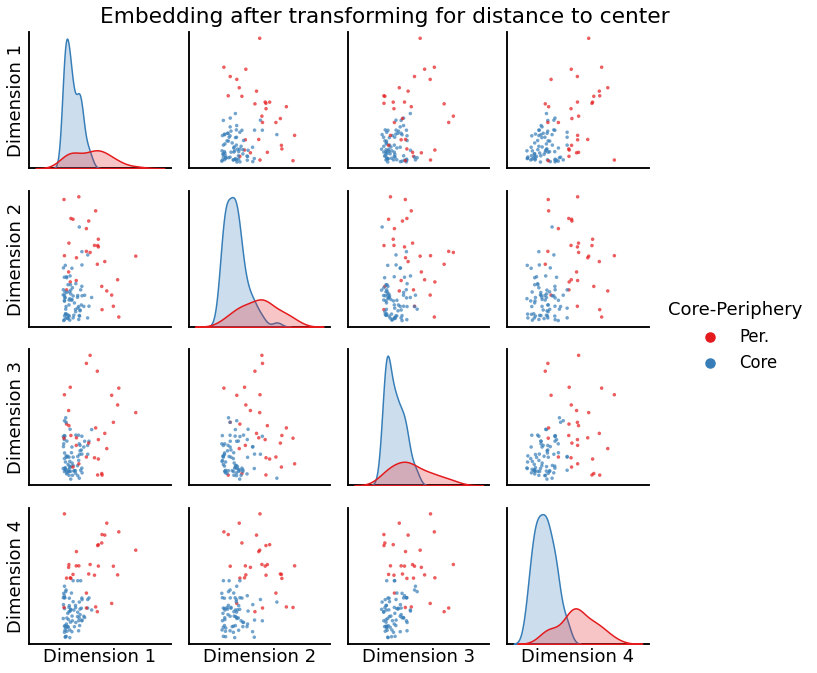 Embedding after transforming for distance to center
Dimension 1
Dimension 2
Dimension 3
Dimension 4
Core-Periphery
Per.
Core
Dimension 1
Dimension 2
Dimension 3
Dimension 4